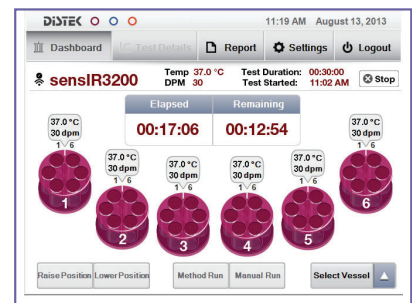 DiSTEK 11:19 AM August 13, 2013
Dashboard Test Details Report Settings Logout
sensIR3200 Temp 37.0 °C Test Duration: 00:30:00 Stop
DPM 30 Test Started: 11:02 AM
Elapsed Remaining
00:17:06 00:12:54
37.0 °C
30 dpm
1 6
1
37.0 °C
30 dpm
1 6
2
37.0 °C
30 dpm
1 6
3
37.0 °C
30 dpm
1 6
4
37.0 °C
30 dpm
1 6
5
37.0 °C
30 dpm
1 6
6
Raise Position Lower Position Method Run Manual Run Select Vessel